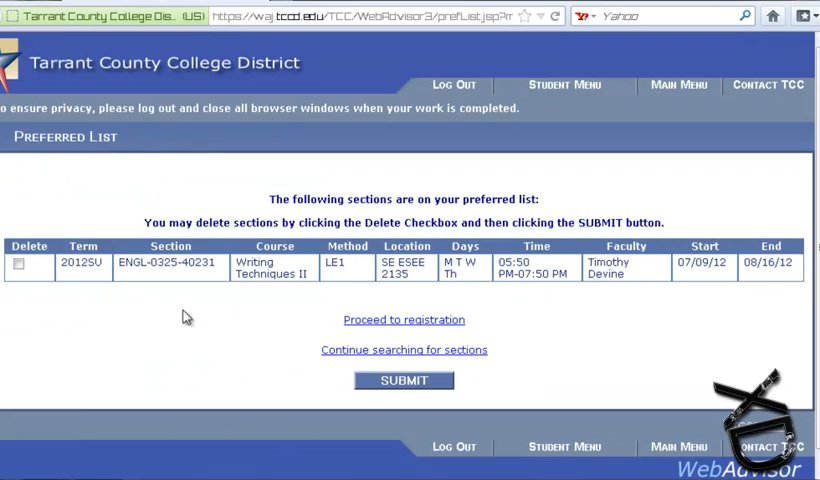 Tarrant County College Dis... (US) https://waj.tccd.edu/TCC/WebAdvisor3/prefList.jsp?m Yahoo
Tarrant County College District
Log Out Student Menu Main Menu Contact TCC
o ensure privacy, please log out and close all browser windows when your work is completed.
Preferred List
The following sections are on your preferred list:
You may delete sections by clicking the Delete Checkbox and then clicking the SUBMIT button.
Delete Term Section Course Method Location Days Time Faculty Start End
2012SU ENGL-0325-40231 Writing LE1 SE ESEE M T W 05:50 Timothy 07/09/12 08/16/12
Techniques II 2135 Th PM-07:50 PM Devine
Proceed to registration
Continue searching for sections
SUBMIT
Log Out Student Menu Main Menu ontact TCC
WebAdvisor